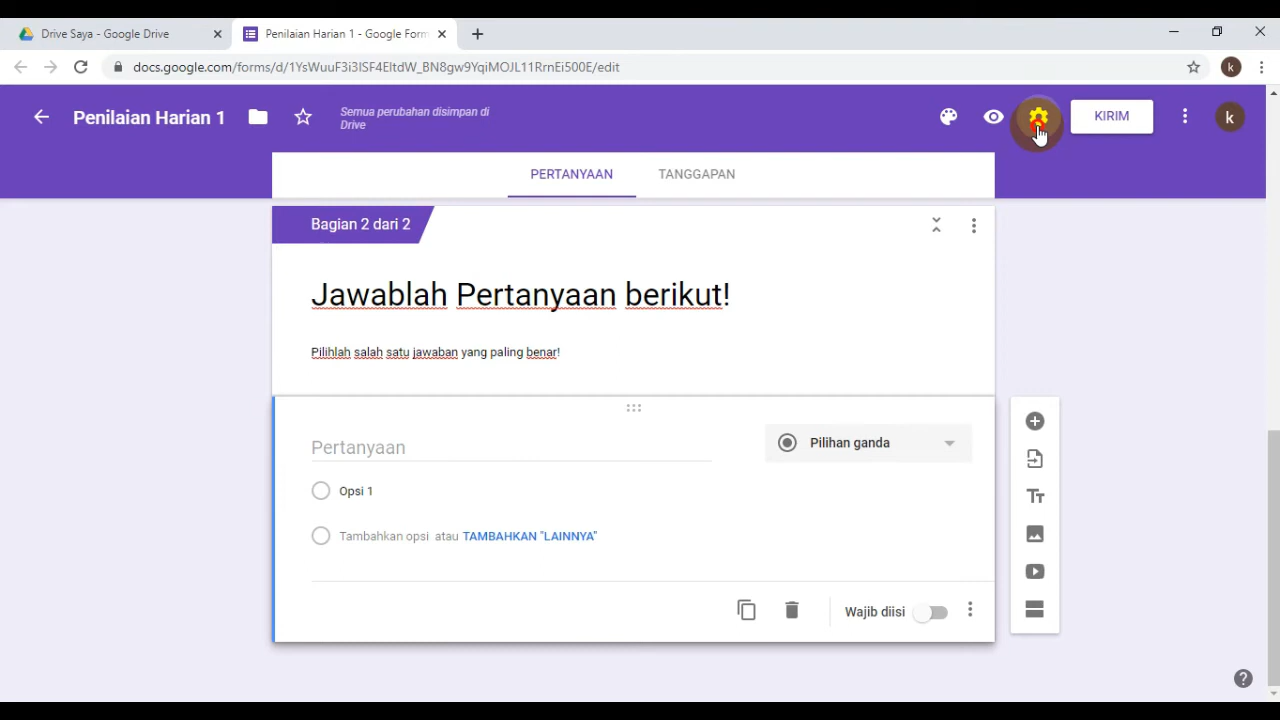 Drive Saya - Google Drive
Penilaian Harian 1 - Google Form
docs.google.com/forms/d/1YsWuuF3i3ISF4EItdW_BN8gw9YqiMOJL11RrnEi500E/edit
k
Penilaian Harian 1
Semua perubahan disimpan di
Drive
KIRIM
k
PERTANYAAN
TANGGAPAN
Bagian 2 dari 2
Jawablah Pertanyaan berikut!
Pilihlah salah satu jawaban yang paling benar!
Pertanyaan
Pilihan ganda
Opsi 1
Tambahkan opsi atau TAMBAHKAN "LAINNYA"
Tt
Wajib diisi